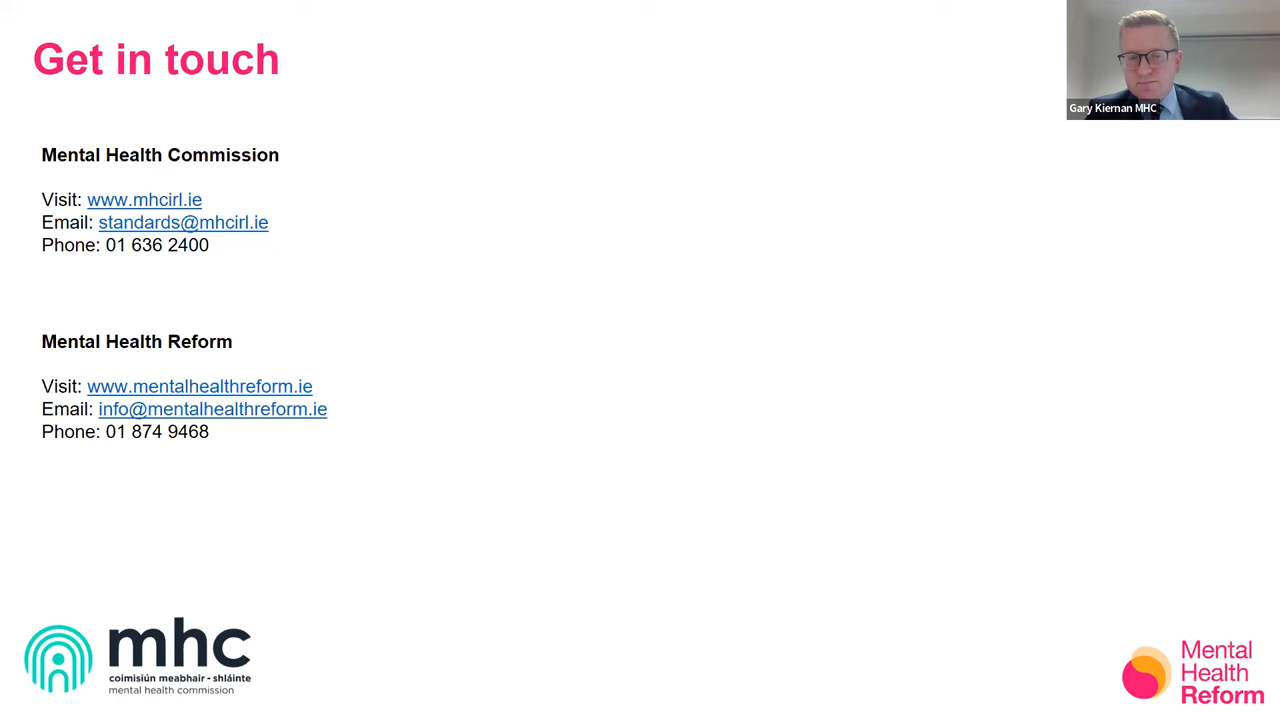 Get in touch
Gary Kiernan MHC
Mental Health Commission
Visit: www.mhcirl.ie
Email: standards@mhcirl.ie
Phone: 01 636 2400
Mental Health Reform
Visit: www.mentalhealthreform.ie
Email: info@mentalhealthreform.ie
Phone: 01 874 9468
mhc
coimisiún meabhair - shláinte
mental health commission
Mental
Health
Reform